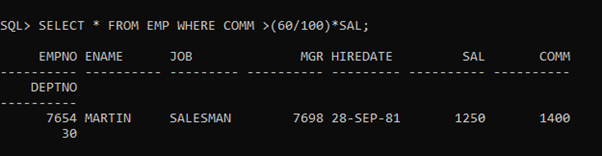 SQL> SELECT * FROM EMP WHERE COMM >(60/100)*SAL;
EMPNO ENAME JOB MGR HIREDATE SAL COMM
---------- ---------- --------- ---------- --------- ---------- ----------
DEPTNO
----------
7654 MARTIN SALESMAN 7698 28-SEP-81 1250 1400
30